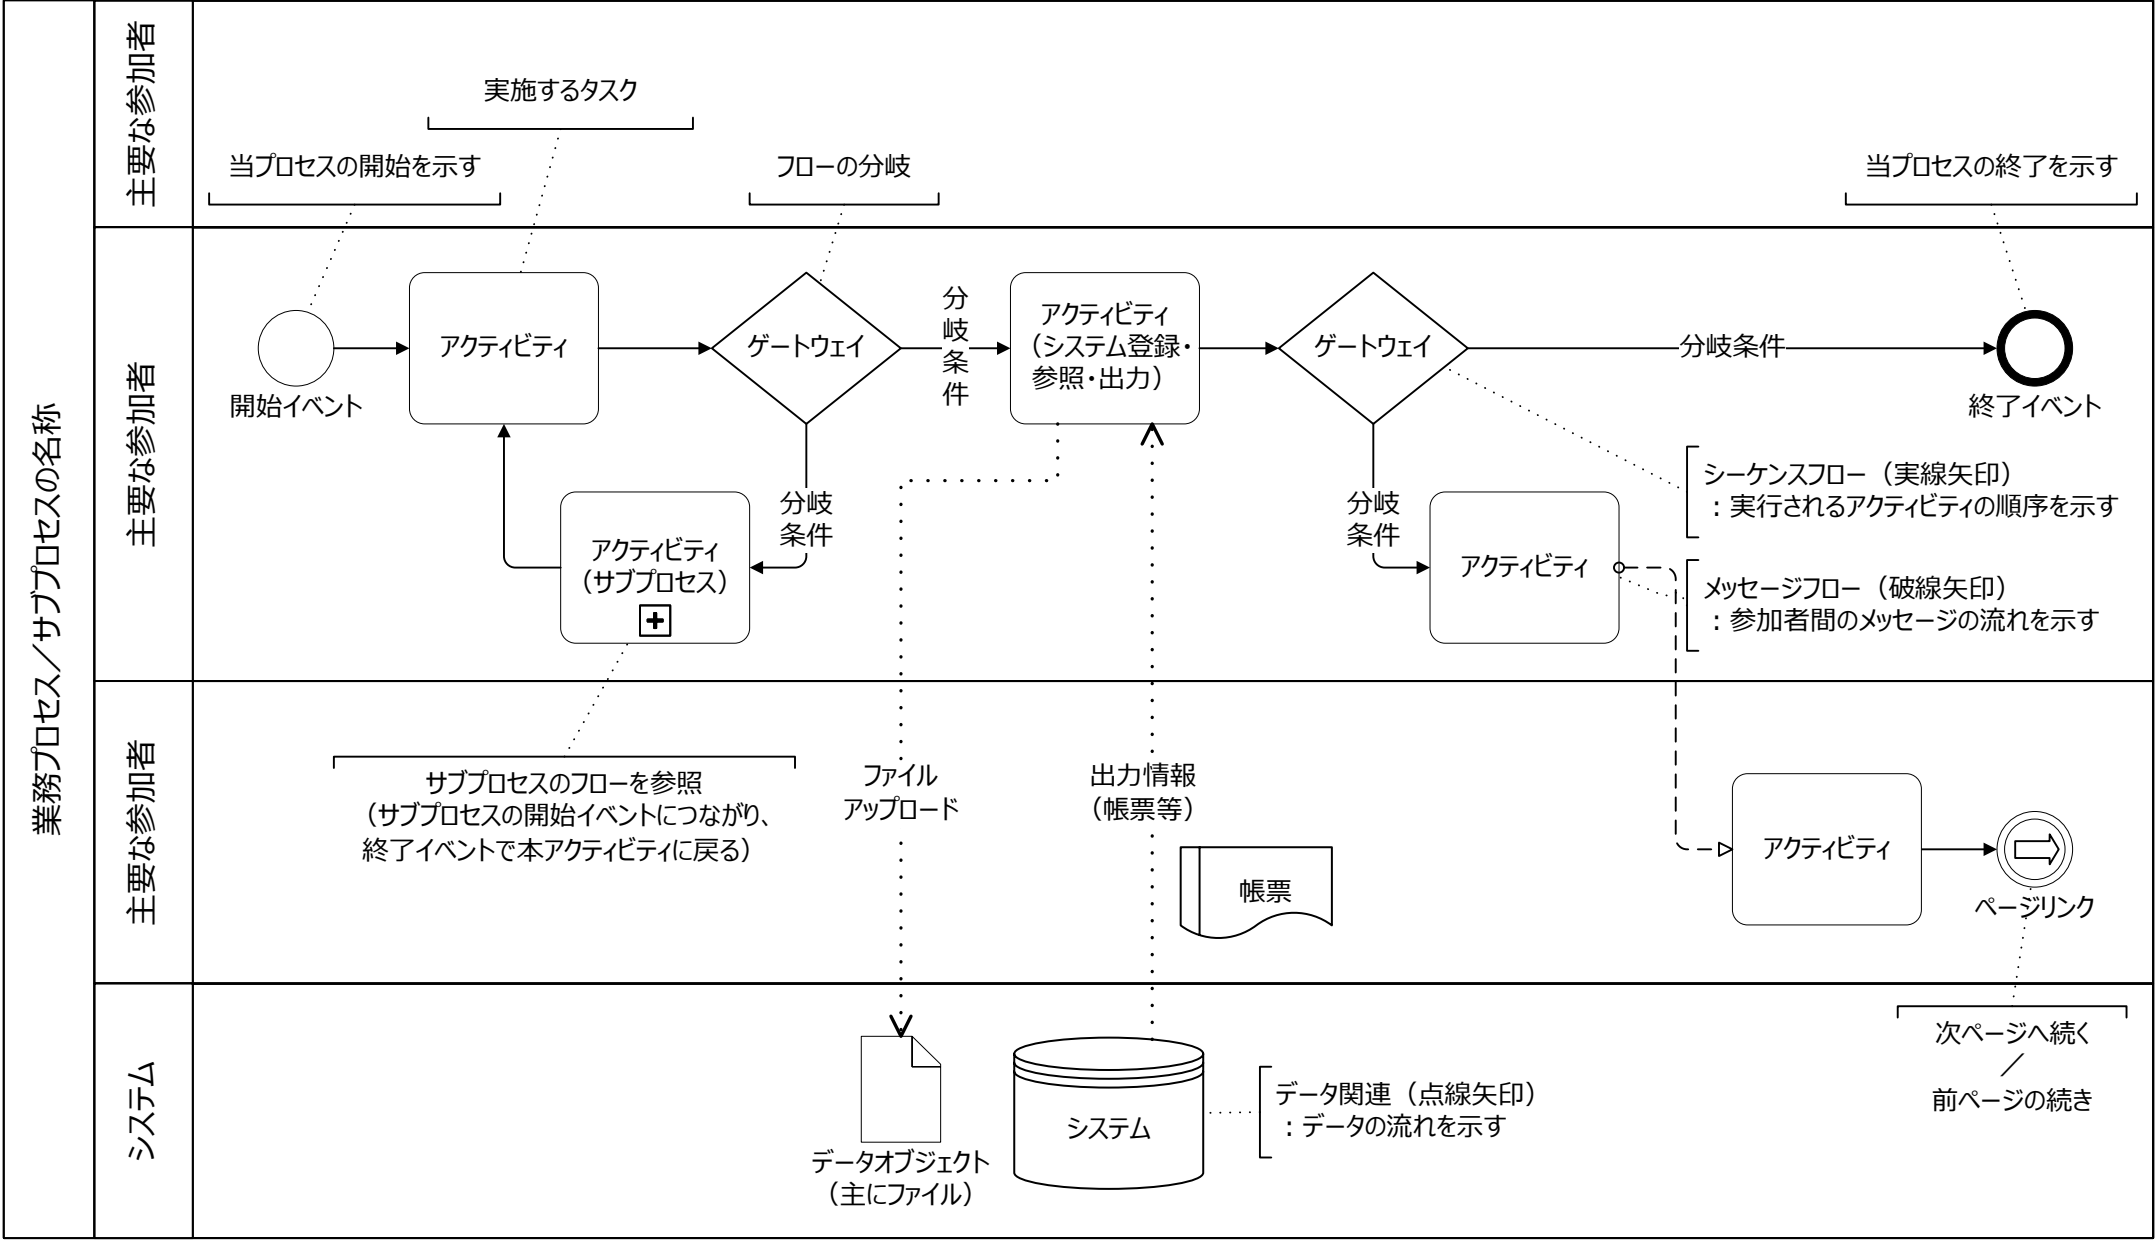 業務プロセス／サブプロセスの名称
主要な参加者
実施するタスク
当プロセスの開始を示す
フローの分岐
当プロセスの終了を示す
主要な参加者
開始イベント
アクティビティ
ゲートウェイ
分
岐
条
件
アクティビティ
（システム登録・
参照・出力）
ゲートウェイ
分岐条件
終了イベント
分岐
条件
アクティビティ
（サブプロセス）
分岐
条件
アクティビティ
シーケンスフロー（実線矢印）
：実行されるアクティビティの順序を示す
メッセージフロー（破線矢印）
：参加者間のメッセージの流れを示す
主要な参加者
サブプロセスのフローを参照
（サブプロセスの開始イベントにつながり、
終了イベントで本アクティビティに戻る）
ファイル
アップロード
出力情報
（帳票等）
帳票
アクティビティ
ページリンク
システム
データオブジェクト
（主にファイル）
システム
データ関連（点線矢印）
：データの流れを示す
次ページへ続く
／
前ページの続き